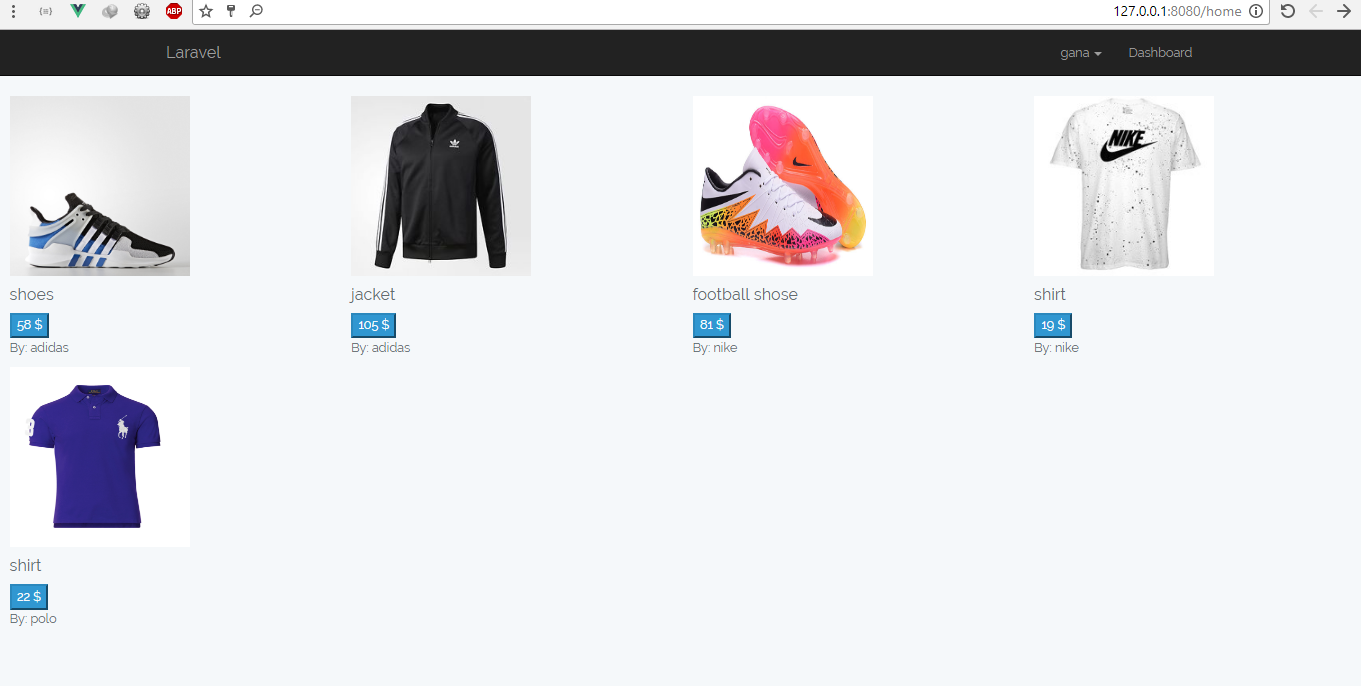 ABP
127.0.0.1:8080/home
Laravel
gana
Dashboard
NIKE
shoes
jacket
football shose
shirt
58 $
105 $
81 $
19 $
By: adidas
By: adidas
By: nike
By: nike
shirt
22 $
By: polo